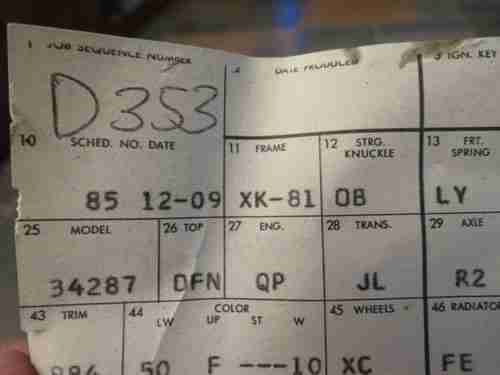 1 JOB SEQUENCE NUMBER 2 DATE PRODUCED 3 IGN. KEY
D353
10 SCHED. NO. DATE 11 FRAME 12 STRG. KNUCKLE 13 FRT. SPRING
85 12-09 XK-81 OB LY
25 MODEL 26 TOP 27 ENG. 28 TRANS. 29 AXLE
34287 DFN QP JL R2
43 TRIM 44 COLOR 45 WHEELS 46 RADIATOR
LW UP ST W
50 F ---10 XC FE